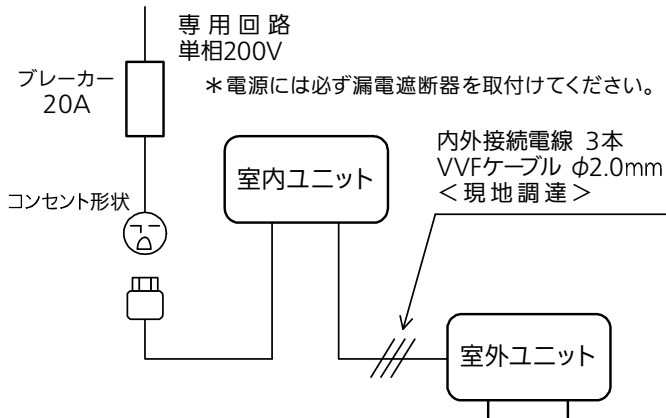 専用回路
単相200V
ブレーカー
20A
＊電源には必ず漏電遮断器を取付けてください。
内外接続電線 3本
VVFケーブル φ2.0mm
＜現地調達＞
室内ユニット
コンセント形状
室外ユニット